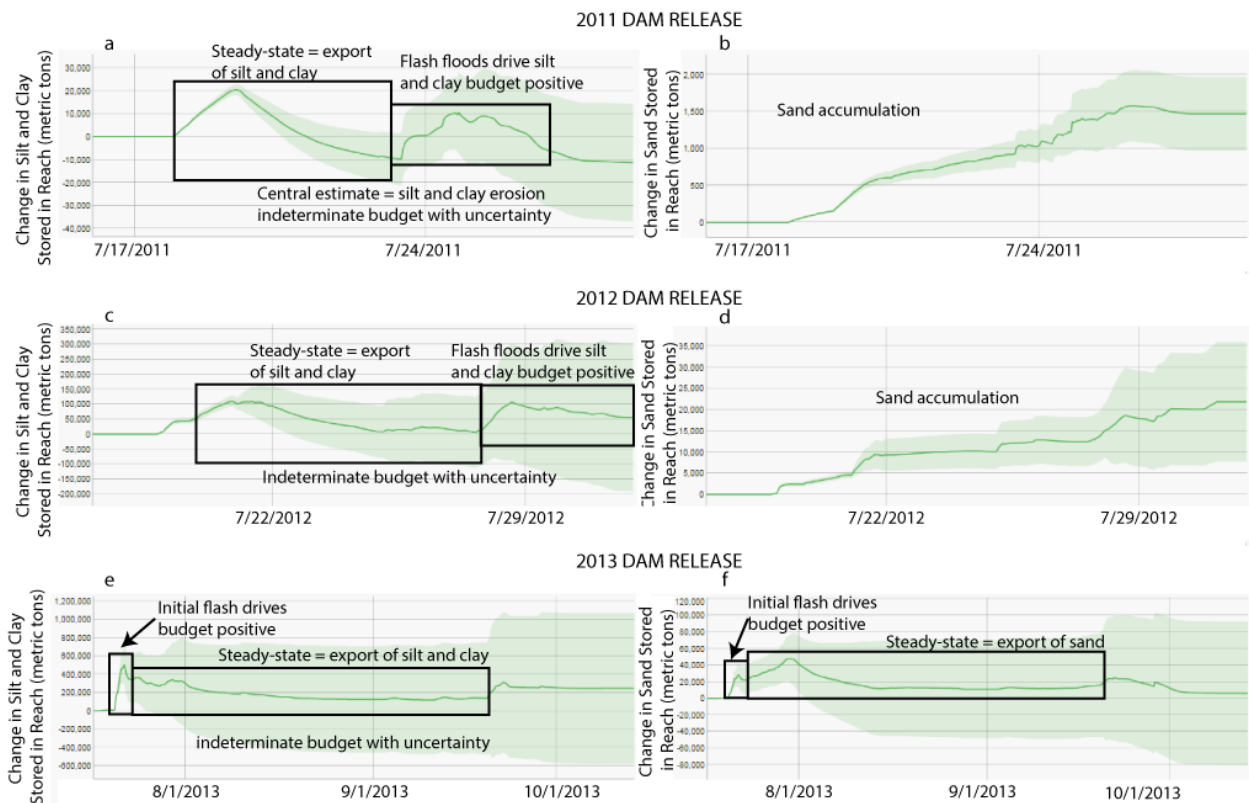 2011 DAM RELEASE
a
Change in Silt and Clay
Stored in Reach (metric tons)
30,000
20,000
10,000
0
-10,000
-20,000
-30,000
-40,000
Steady-state = export
of silt and clay
Flash floods drive silt
and clay budget positive
Central estimate = silt and clay erosion
indeterminate budget with uncertainty
7/17/2011
7/24/2011
b
Change in Sand Stored
in Reach (metric tons)
2,000
1,500
1,000
500
0
Sand accumulation
7/17/2011
7/24/2011
2012 DAM RELEASE
c
Change in Silt and Clay
Stored in Reach (metric tons)
350,000
300,000
250,000
200,000
150,000
100,000
50,000
0
-50,000
-100,000
-150,000
-200,000
Steady-state = export
of silt and clay
Flash floods drive silt
and clay budget positive
Indeterminate budget with uncertainty
7/22/2012
7/29/2012
d
Change in Sand Stored
in Reach (metric tons)
35,000
30,000
25,000
20,000
15,000
10,000
5,000
0
Sand accumulation
7/22/2012
7/29/2012
2013 DAM RELEASE
e
Change in Silt and Clay
Stored in Reach (metric tons)
1,200,000
1,000,000
800,000
600,000
400,000
200,000
0
-200,000
-400,000
-600,000
Initial flash drives
budget positive
Steady-state = export of silt and clay
indeterminate budget with uncertainty
8/1/2013
9/1/2013
10/1/2013
f
Change in Sand Stored
in Reach (metric tons)
120,000
100,000
80,000
60,000
40,000
20,000
0
-20,000
-40,000
-60,000
-80,000
Initial flash drives
budget positive
Steady-state = export of sand
8/1/2013
9/1/2013
10/1/2013